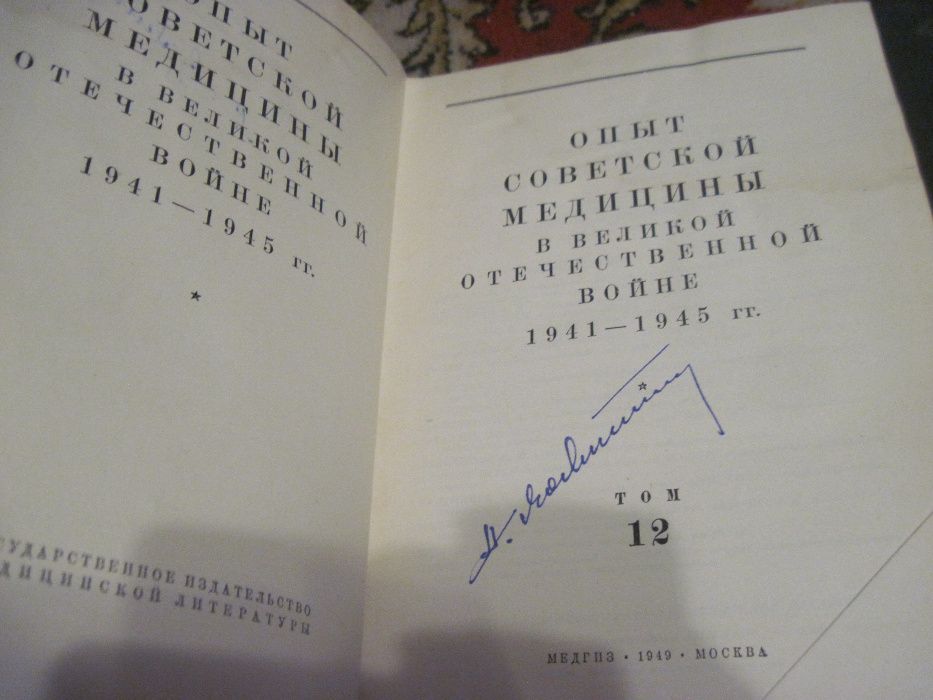 ОПЫТ
СОВЕТСКОЙ
МЕДИЦИНЫ
В ВЕЛИКОЙ
ОТЕЧЕСТВЕННОЙ
ВОЙНЕ
1941—1945 гг.
*
ГОСУДАРСТВЕННОЕ ИЗДАТЕЛЬСТВО
МЕДИЦИНСКОЙ ЛИТЕРАТУРЫ
ОПЫТ
СОВЕТСКОЙ
МЕДИЦИНЫ
В ВЕЛИКОЙ
ОТЕЧЕСТВЕННОЙ
ВОЙНЕ
1941—1945 гг.
*
ТОМ
12
МЕДГИЗ · 1949 · МОСКВА